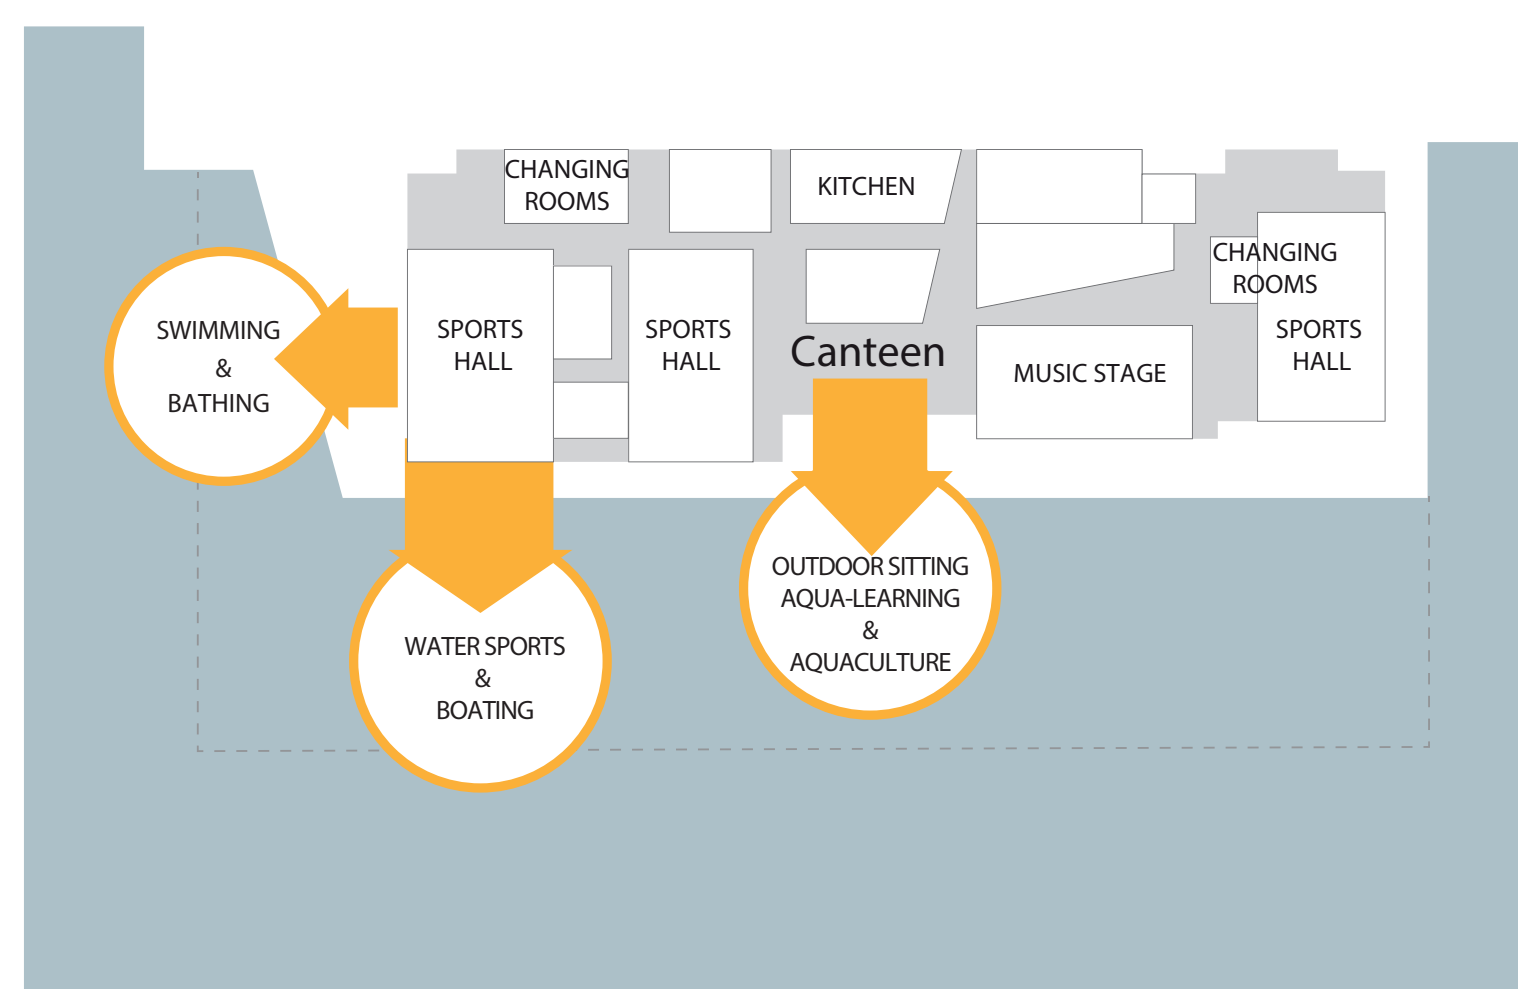 CHANGING
ROOMS
KITCHEN
CHANGING
ROOMS
SWIMMING
&
BATHING
SPORTS
HALL
SPORTS
HALL
Canteen
MUSIC STAGE
SPORTS
HALL
WATER SPORTS
&
BOATING
OUTDOOR SITTING
AQUA-LEARNING
&
AQUACULTURE